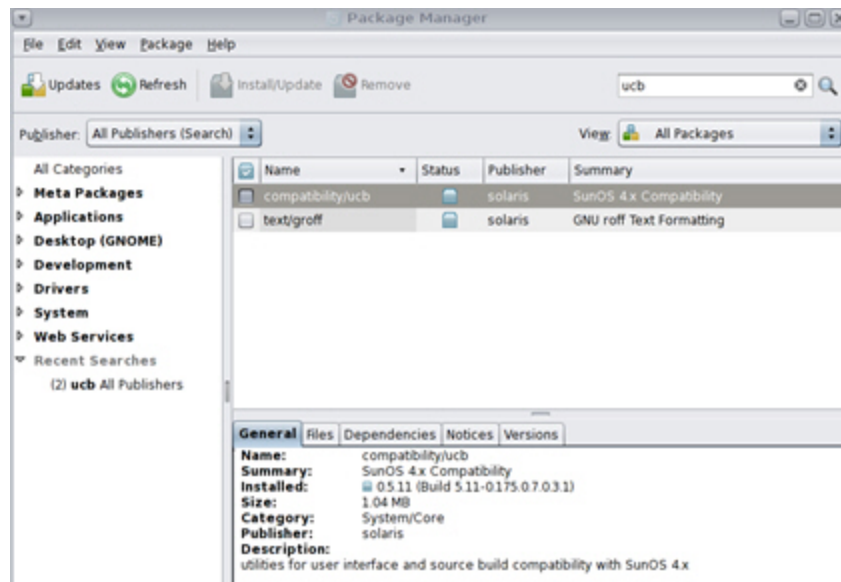 Package Manager
File Edit View Package Help
Updates Refresh Install/Update Remove ucb
Publisher: All Publishers (Search) View: All Packages
All Categories
Meta Packages
Applications
Desktop (GNOME)
Development
Drivers
System
Web Services
Recent Searches
(2) ucb All Publishers
Name Status Publisher Summary
compatibility/ucb solaris SunOS 4.x Compatibility
text/groff solaris GNU roff Text Formatting
General Files Dependencies Notices Versions
Name: compatibility/ucb
Summary: SunOS 4.x Compatibility
Installed: 0.5.11 (Build 5.11-0.175.0.7.0.3.1)
Size: 1.04 MB
Category: System/Core
Publisher: solaris
Description:
utilities for user interface and source build compatibility with SunOS 4.x